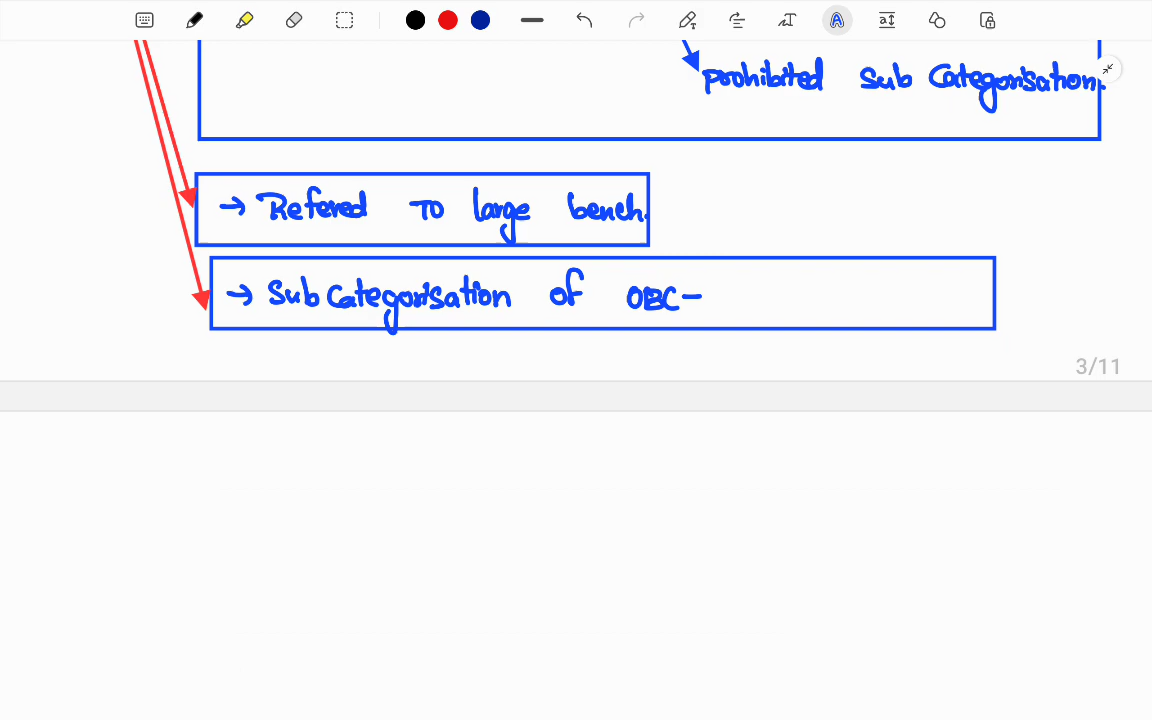 Prohibited Sub Categorisation.
→ Refered To large bench.
→ Sub Categorisation of OBC-
3/11